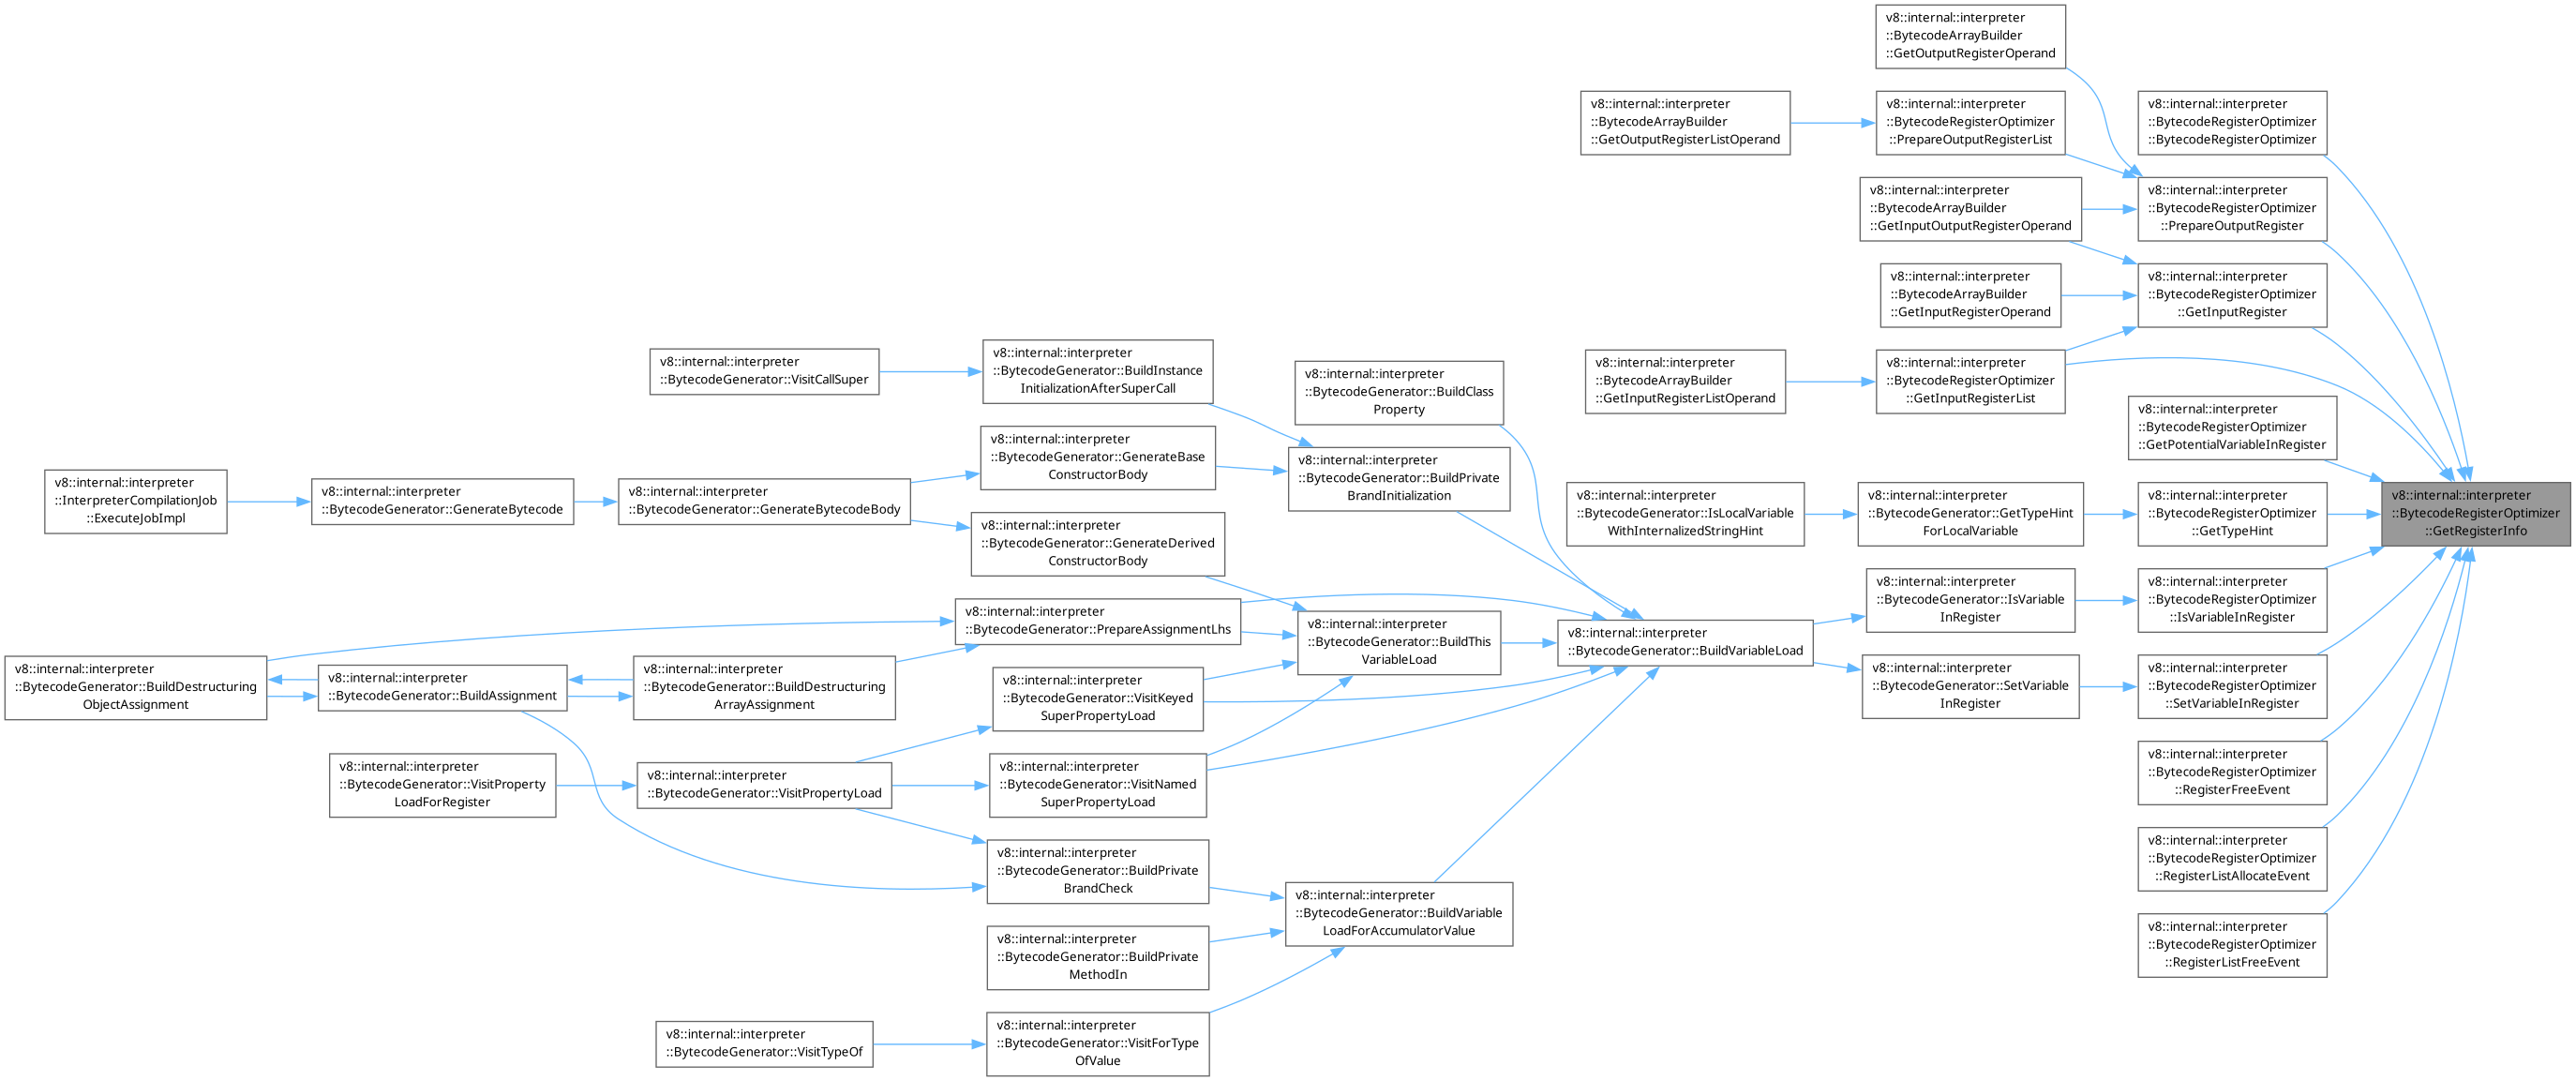 v8::internal::interpreter
::BytecodeArrayBuilder
::GetOutputRegisterOperand
v8::internal::interpreter
::BytecodeArrayBuilder
::GetOutputRegisterListOperand
v8::internal::interpreter
::BytecodeRegisterOptimizer
::PrepareOutputRegisterList
v8::internal::interpreter
::BytecodeRegisterOptimizer
::BytecodeRegisterOptimizer
v8::internal::interpreter
::BytecodeArrayBuilder
::GetInputOutputRegisterOperand
v8::internal::interpreter
::BytecodeRegisterOptimizer
::PrepareOutputRegister
v8::internal::interpreter
::BytecodeArrayBuilder
::GetInputRegisterOperand
v8::internal::interpreter
::BytecodeRegisterOptimizer
::GetInputRegister
v8::internal::interpreter
::BytecodeGenerator::VisitCallSuper
v8::internal::interpreter
::BytecodeGenerator::BuildInstance
InitializationAfterSuperCall
v8::internal::interpreter
::BytecodeGenerator::BuildClass
Property
v8::internal::interpreter
::BytecodeArrayBuilder
::GetInputRegisterListOperand
v8::internal::interpreter
::BytecodeRegisterOptimizer
::GetInputRegisterList
v8::internal::interpreter
::BytecodeRegisterOptimizer
::GetPotentialVariableInRegister
v8::internal::interpreter
::InterpreterCompilationJob
::ExecuteJobImpl
v8::internal::interpreter
::BytecodeGenerator::GenerateBytecode
v8::internal::interpreter
::BytecodeGenerator::GenerateBytecodeBody
v8::internal::interpreter
::BytecodeGenerator::GenerateBase
ConstructorBody
v8::internal::interpreter
::BytecodeGenerator::BuildPrivate
BrandInitialization
v8::internal::interpreter
::BytecodeGenerator::IsLocalVariable
WithInternalizedStringHint
v8::internal::interpreter
::BytecodeGenerator::GetTypeHint
ForLocalVariable
v8::internal::interpreter
::BytecodeRegisterOptimizer
::GetTypeHint
v8::internal::interpreter
::BytecodeRegisterOptimizer
::GetRegisterInfo
v8::internal::interpreter
::BytecodeGenerator::GenerateDerived
ConstructorBody
v8::internal::interpreter
::BytecodeGenerator::PrepareAssignmentLhs
v8::internal::interpreter
::BytecodeGenerator::BuildThis
VariableLoad
v8::internal::interpreter
::BytecodeGenerator::BuildVariableLoad
v8::internal::interpreter
::BytecodeGenerator::IsVariable
InRegister
v8::internal::interpreter
::BytecodeRegisterOptimizer
::IsVariableInRegister
v8::internal::interpreter
::BytecodeGenerator::BuildDestructuring
ObjectAssignment
v8::internal::interpreter
::BytecodeGenerator::BuildAssignment
v8::internal::interpreter
::BytecodeGenerator::BuildDestructuring
ArrayAssignment
v8::internal::interpreter
::BytecodeGenerator::VisitKeyed
SuperPropertyLoad
v8::internal::interpreter
::BytecodeGenerator::SetVariable
InRegister
v8::internal::interpreter
::BytecodeRegisterOptimizer
::SetVariableInRegister
v8::internal::interpreter
::BytecodeGenerator::VisitProperty
LoadForRegister
v8::internal::interpreter
::BytecodeGenerator::VisitPropertyLoad
v8::internal::interpreter
::BytecodeGenerator::VisitNamed
SuperPropertyLoad
v8::internal::interpreter
::BytecodeRegisterOptimizer
::RegisterFreeEvent
v8::internal::interpreter
::BytecodeGenerator::BuildPrivate
BrandCheck
v8::internal::interpreter
::BytecodeGenerator::BuildVariable
LoadForAccumulatorValue
v8::internal::interpreter
::BytecodeRegisterOptimizer
::RegisterListAllocateEvent
v8::internal::interpreter
::BytecodeGenerator::BuildPrivate
MethodIn
v8::internal::interpreter
::BytecodeRegisterOptimizer
::RegisterListFreeEvent
v8::internal::interpreter
::BytecodeGenerator::VisitTypeOf
v8::internal::interpreter
::BytecodeGenerator::VisitForType
OfValue